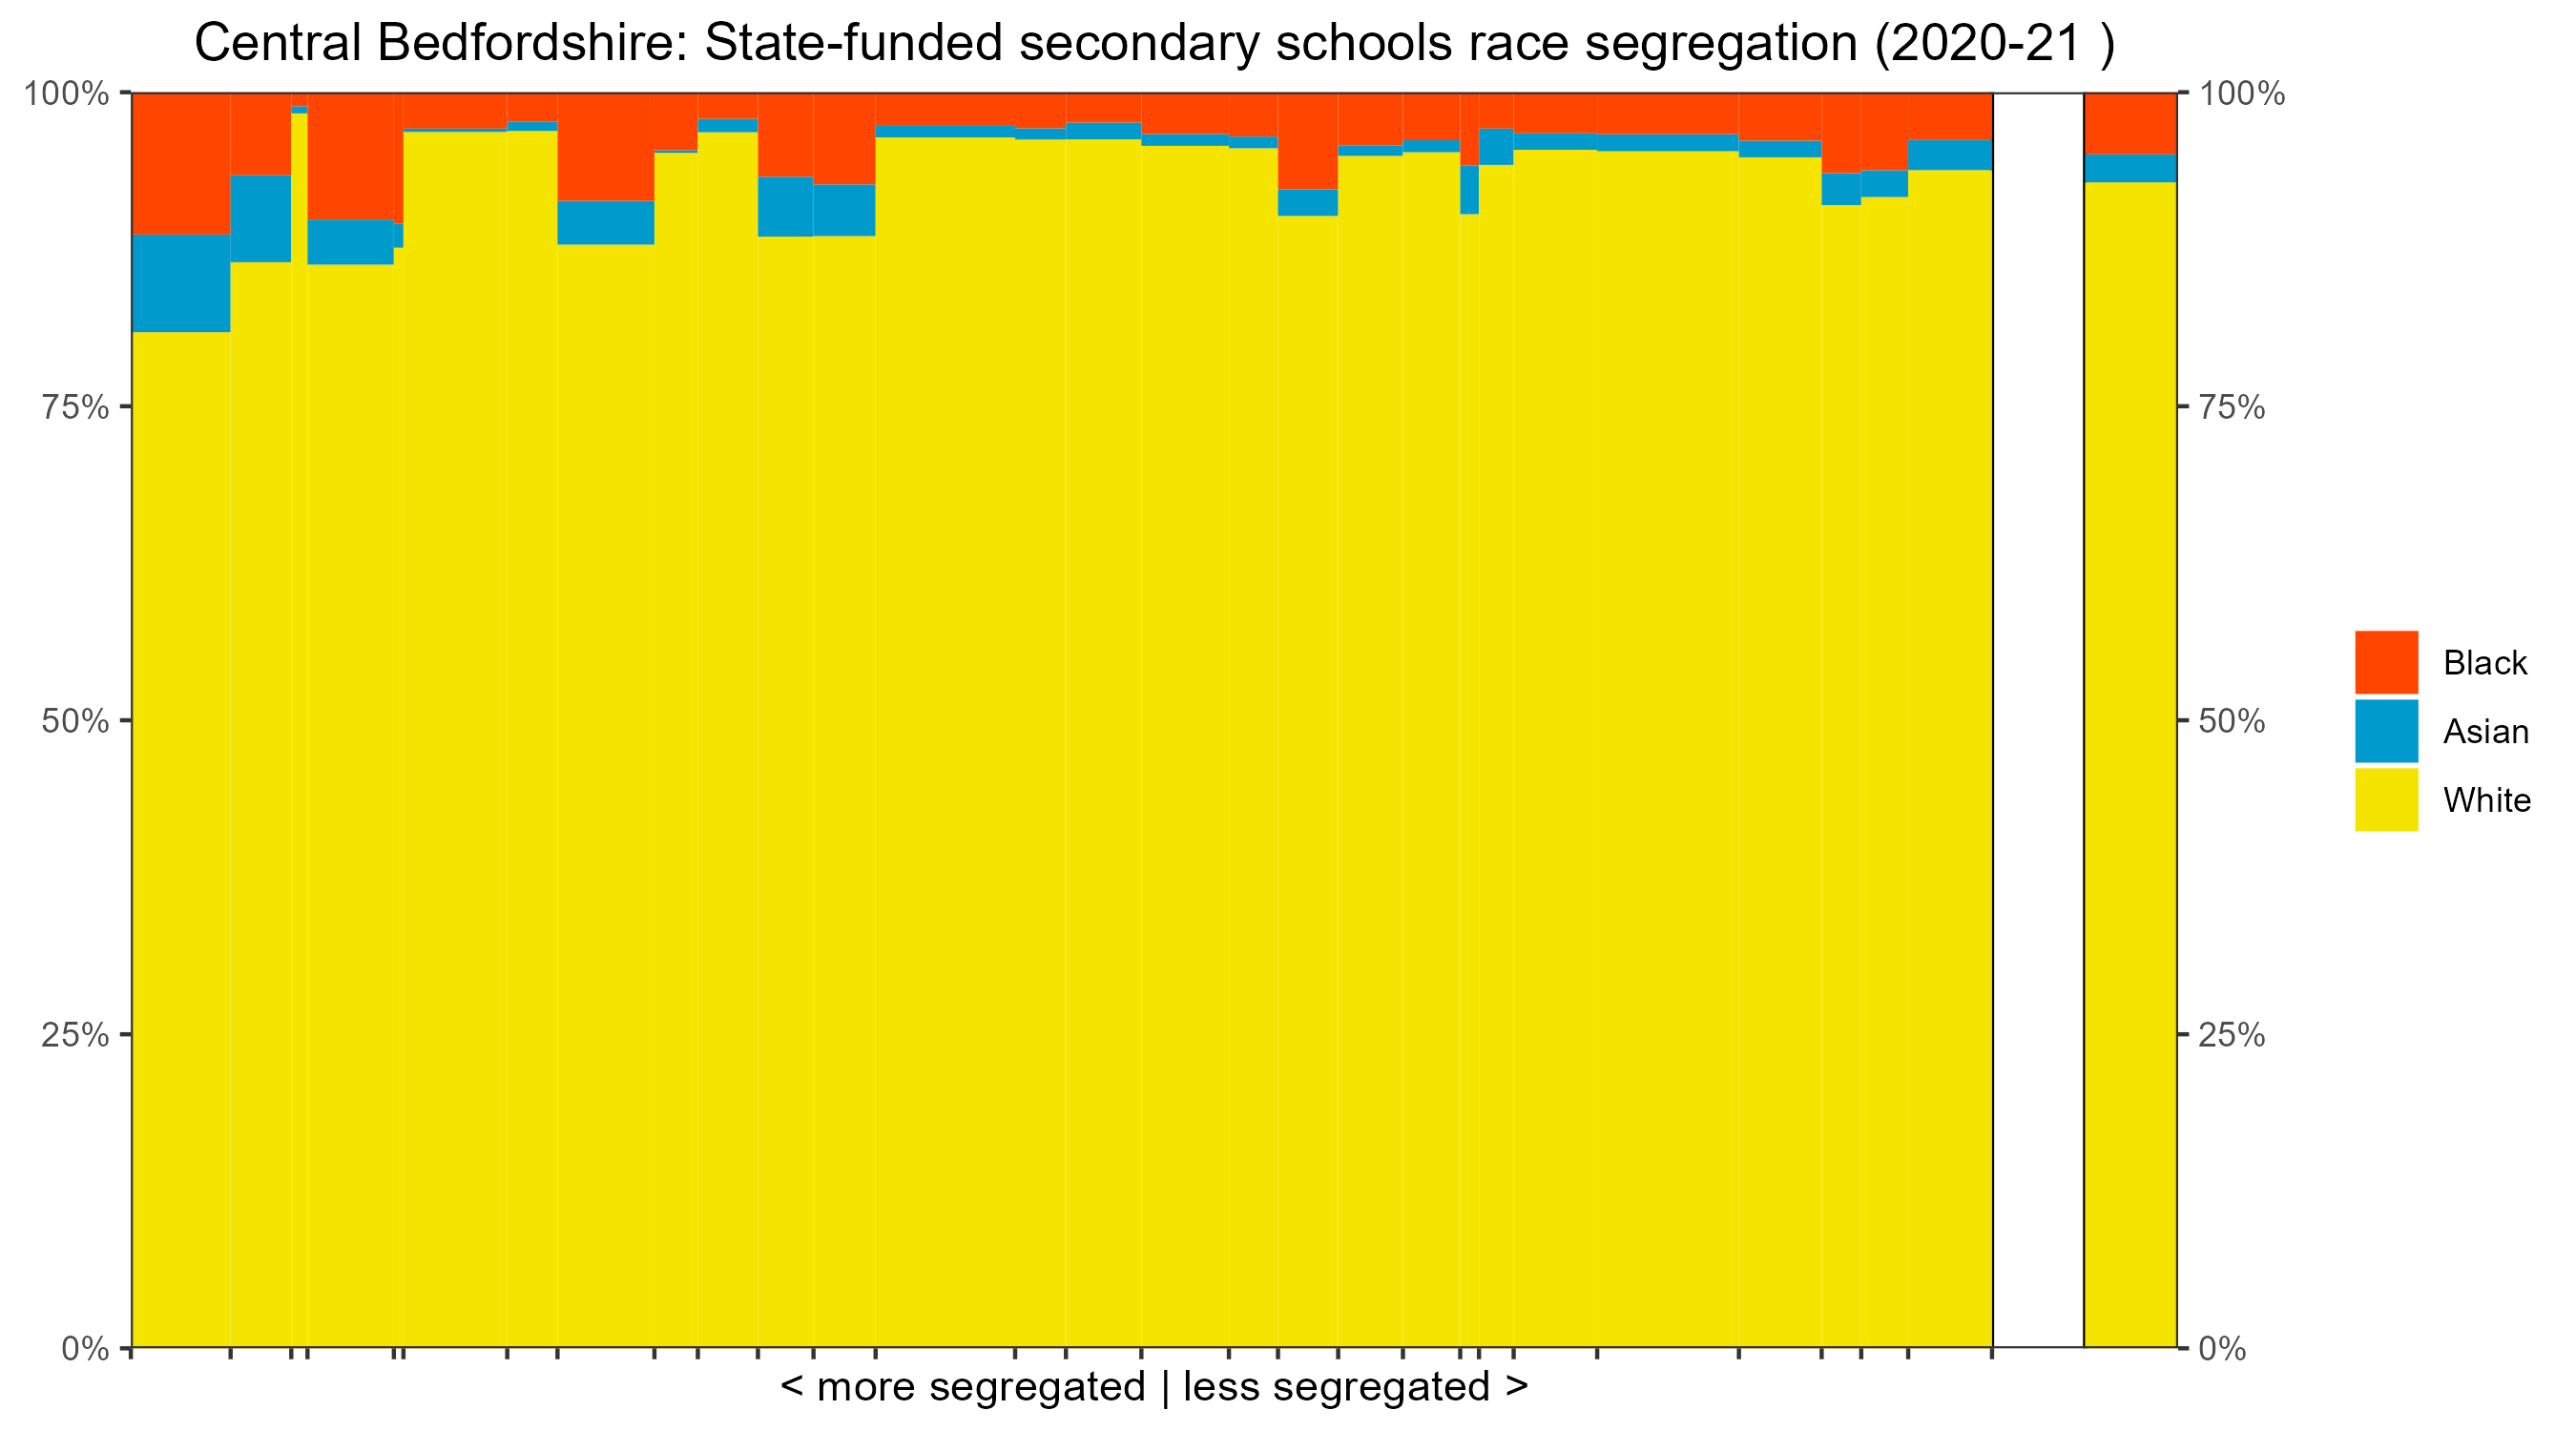 Central Bedfordshire: State-funded secondary schools race segregation (2020-21 )
100%
75%
50%
25%
0%
100%
75%
50%
25%
0%
< more segregated | less segregated >
Black
Asian
White